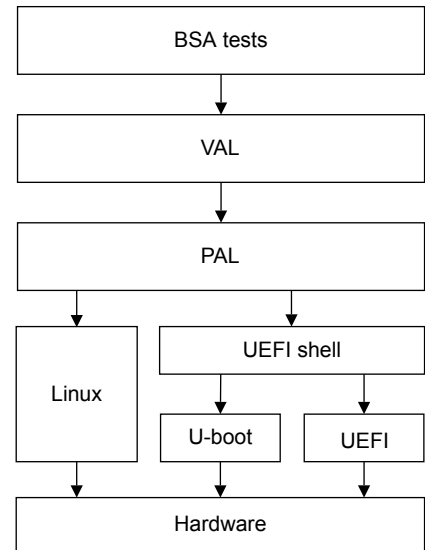 BSA tests
VAL
PAL
Linux
UEFI shell
U-boot
UEFI
Hardware